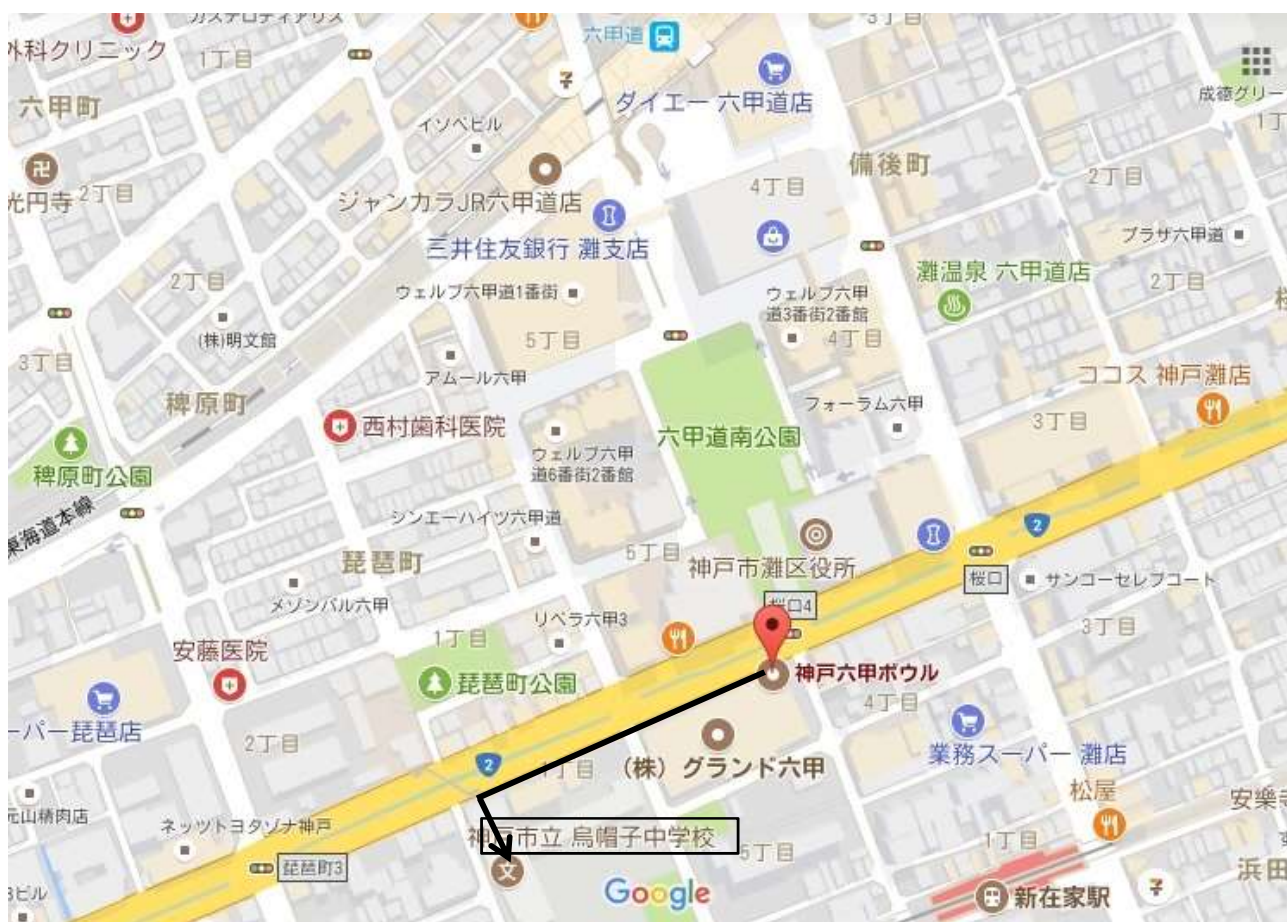 六甲道
外科クリニック
1丁目
3丁目
六甲町
ダイエー 六甲道店
成徳グリー
イソベビル
光円寺
2丁目
4丁目
備後町
2丁目
ジャンカラJR六甲道店
三井住友銀行 灘支店
プラザ六甲道
2丁目
灘温泉 六甲道店
2丁目
ウェルブ六甲道1番街
ウェルブ六甲
道3番街2番館
(株)明文館
5丁目
4丁目
3丁目
アムール六甲
ココス 神戸灘店
稗原町
フォーラム六甲
3丁目
西村歯科医院
六甲道南公園
ウェルブ六甲
道6番街2番館
稗原町公園
東海道本線
シンエーハイツ六甲道
2
琵琶町
5丁目
神戸市灘区役所
桜口
サンコーセレブコート
メゾンパル六甲
桜口4
リベラ六甲3
3丁目
1丁目
安藤医院
琵琶町公園
神戸六甲ボウル
4丁目
ーパー琵琶店
2丁目
業務スーパー 灘店
2
1丁目
(株)グランド六甲
松屋
元山精肉店
安樂寺
ネッツトヨタゾナ神戸
神戸市立 烏帽子中学校
5丁目
1丁目
琵琶町3
浜田
Google
新在家駅